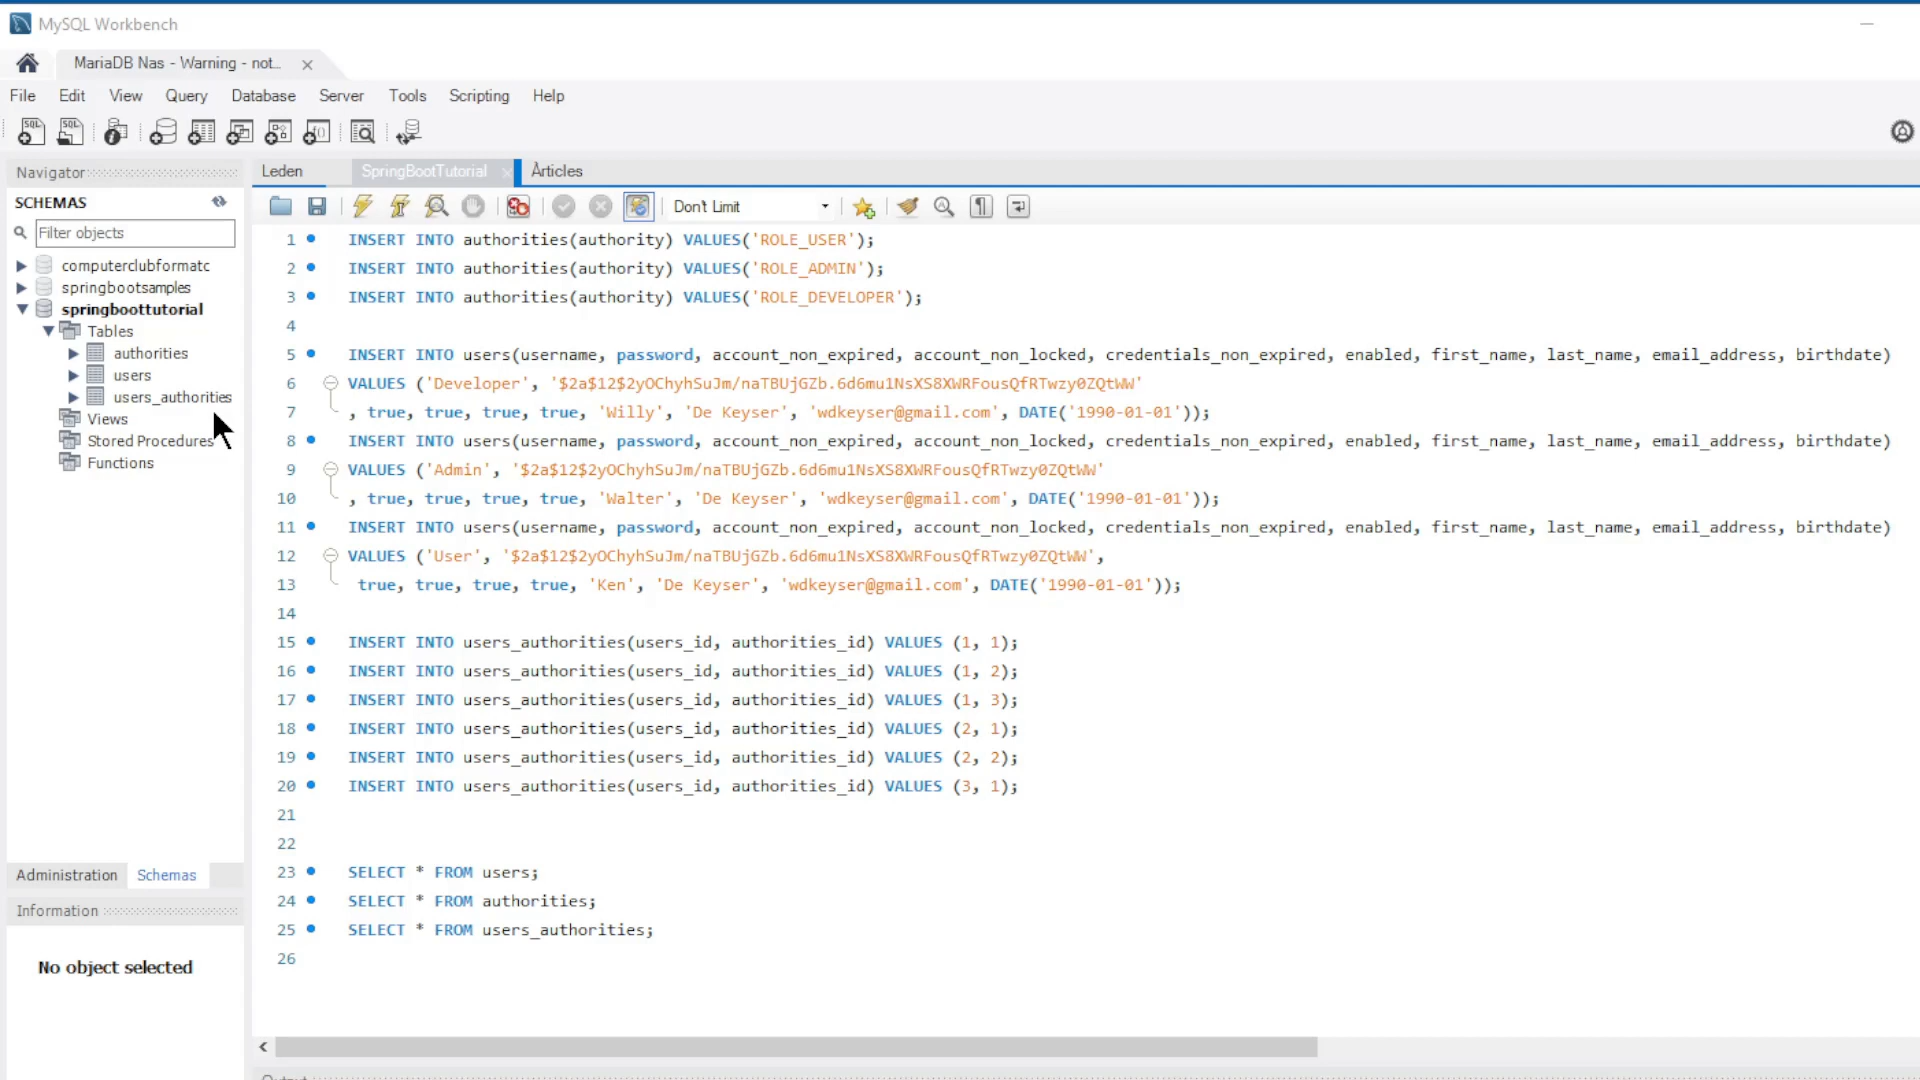 MySQL Workbench
MariaDB Nas - Warning - not...
File Edit View Query Database Server Tools Scripting Help
Navigator
Leden SpringBootTutorial Årticles
SCHEMAS
Don't Limit
Filter objects
computerclubformatc
springbootsamples
springboottutorial
Tables
authorities
users
users_authorities
Views
Stored Procedures
Functions
1 INSERT INTO authorities(authority) VALUES('ROLE_USER');
2 INSERT INTO authorities(authority) VALUES('ROLE_ADMIN');
3 INSERT INTO authorities(authority) VALUES('ROLE_DEVELOPER');
4
5 INSERT INTO users(username, password, account_non_expired, account_non_locked, credentials_non_expired, enabled, first_name, last_name, email_address, birthdate)
6 VALUES ('Developer', '$2a$12$2yOChyhSuJm/naTBUjGZb.6d6mu1NsXS8XWRFousQfRTwzy0ZQtWW'
7 , true, true, true, true, 'Willy', 'De Keyser', 'wdkeyser@gmail.com', DATE('1990-01-01'));
8 INSERT INTO users(username, password, account_non_expired, account_non_locked, credentials_non_expired, enabled, first_name, last_name, email_address, birthdate)
9 VALUES ('Admin', '$2a$12$2yOChyhSuJm/naTBUjGZb.6d6mu1NsXS8XWRFousQfRTwzy0ZQtWW'
10 , true, true, true, true, 'Walter', 'De Keyser', 'wdkeyser@gmail.com', DATE('1990-01-01'));
11 INSERT INTO users(username, password, account_non_expired, account_non_locked, credentials_non_expired, enabled, first_name, last_name, email_address, birthdate)
12 VALUES ('User', '$2a$12$2yOChyhSuJm/naTBUjGZb.6d6mu1NsXS8XWRFousQfRTwzy0ZQtWW',
13 true, true, true, true, 'Ken', 'De Keyser', 'wdkeyser@gmail.com', DATE('1990-01-01'));
14
15 INSERT INTO users_authorities(users_id, authorities_id) VALUES (1, 1);
16 INSERT INTO users_authorities(users_id, authorities_id) VALUES (1, 2);
17 INSERT INTO users_authorities(users_id, authorities_id) VALUES (1, 3);
18 INSERT INTO users_authorities(users_id, authorities_id) VALUES (2, 1);
19 INSERT INTO users_authorities(users_id, authorities_id) VALUES (2, 2);
20 INSERT INTO users_authorities(users_id, authorities_id) VALUES (3, 1);
21
22
23 SELECT * FROM users;
24 SELECT * FROM authorities;
25 SELECT * FROM users_authorities;
26
Administration Schemas
Information
No object selected